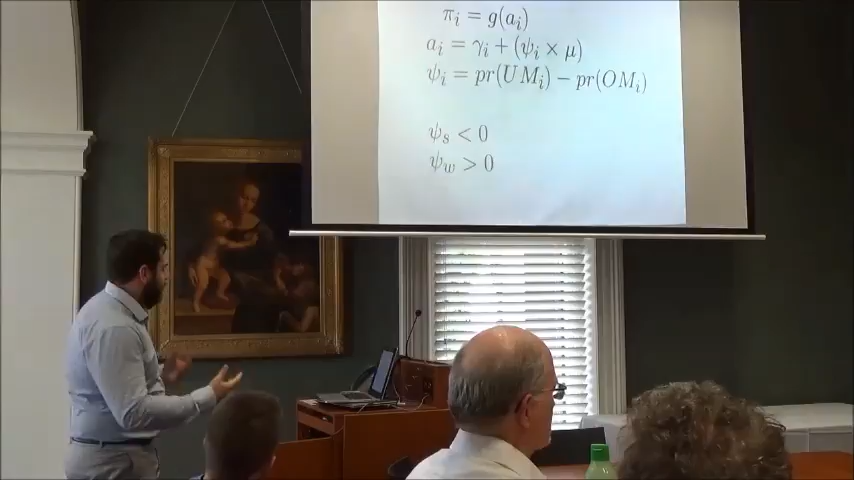 πᵢ = g(aᵢ)
aᵢ = γᵢ + (ψᵢ × μ)
ψᵢ = pr(UMᵢ) − pr(OMᵢ)
ψₛ < 0
ψ_w > 0